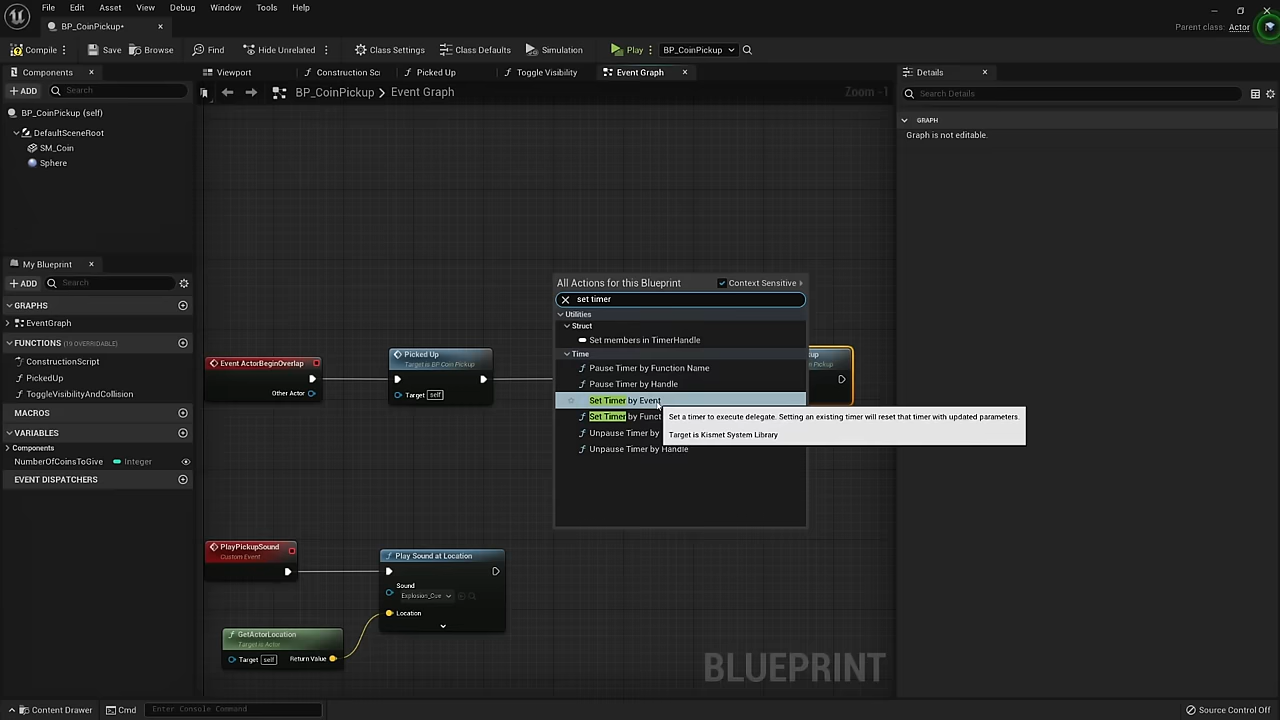 File Edit Asset View Debug Window Tools Help
BP_CoinPickup*
Parent class: Actor
Compile Save Browse Find Hide Unrelated Class Settings Class Defaults Simulation Play BP_CoinPickup
Components
Viewport Construction Sc Picked Up Toggle Visibility Event Graph
Details
ADD Search
BP_CoinPickup > Event Graph
Zoom -1
Search Details
BP_CoinPickup (self)
DefaultSceneRoot
SM_Coin
Sphere
GRAPH
Graph is not editable.
My Blueprint
ADD Search
GRAPHS
EventGraph
FUNCTIONS (19 OVERRIDABLE)
ConstructionScript
PickedUp
ToggleVisibilityAndCollision
MACROS
VARIABLES
Components
NumberOfCoinsToGive Integer
EVENT DISPATCHERS
All Actions for this Blueprint Context Sensitive
set timer
Utilities
Struct
Set members in TimerHandle
Time
Pause Timer by Function Name
Pause Timer by Handle
Set Timer by Event
Set Timer by Funct
Unpause Timer by
Unpause Timer by Handle
Set a timer to execute delegate. Setting an existing timer will reset that timer with updated parameters.
Target is Kismet System Library
Event ActorBeginOverlap
Other Actor
Picked Up
Target is BP Coin Pickup
Target self
PlayPickupSound
Custom Event
Play Sound at Location
Sound
Explosion_Cue
Location
GetActorLocation
Target is Actor
Target self Return Value
BLUEPRINT
Content Drawer Cmd Enter Console Command
Source Control Off